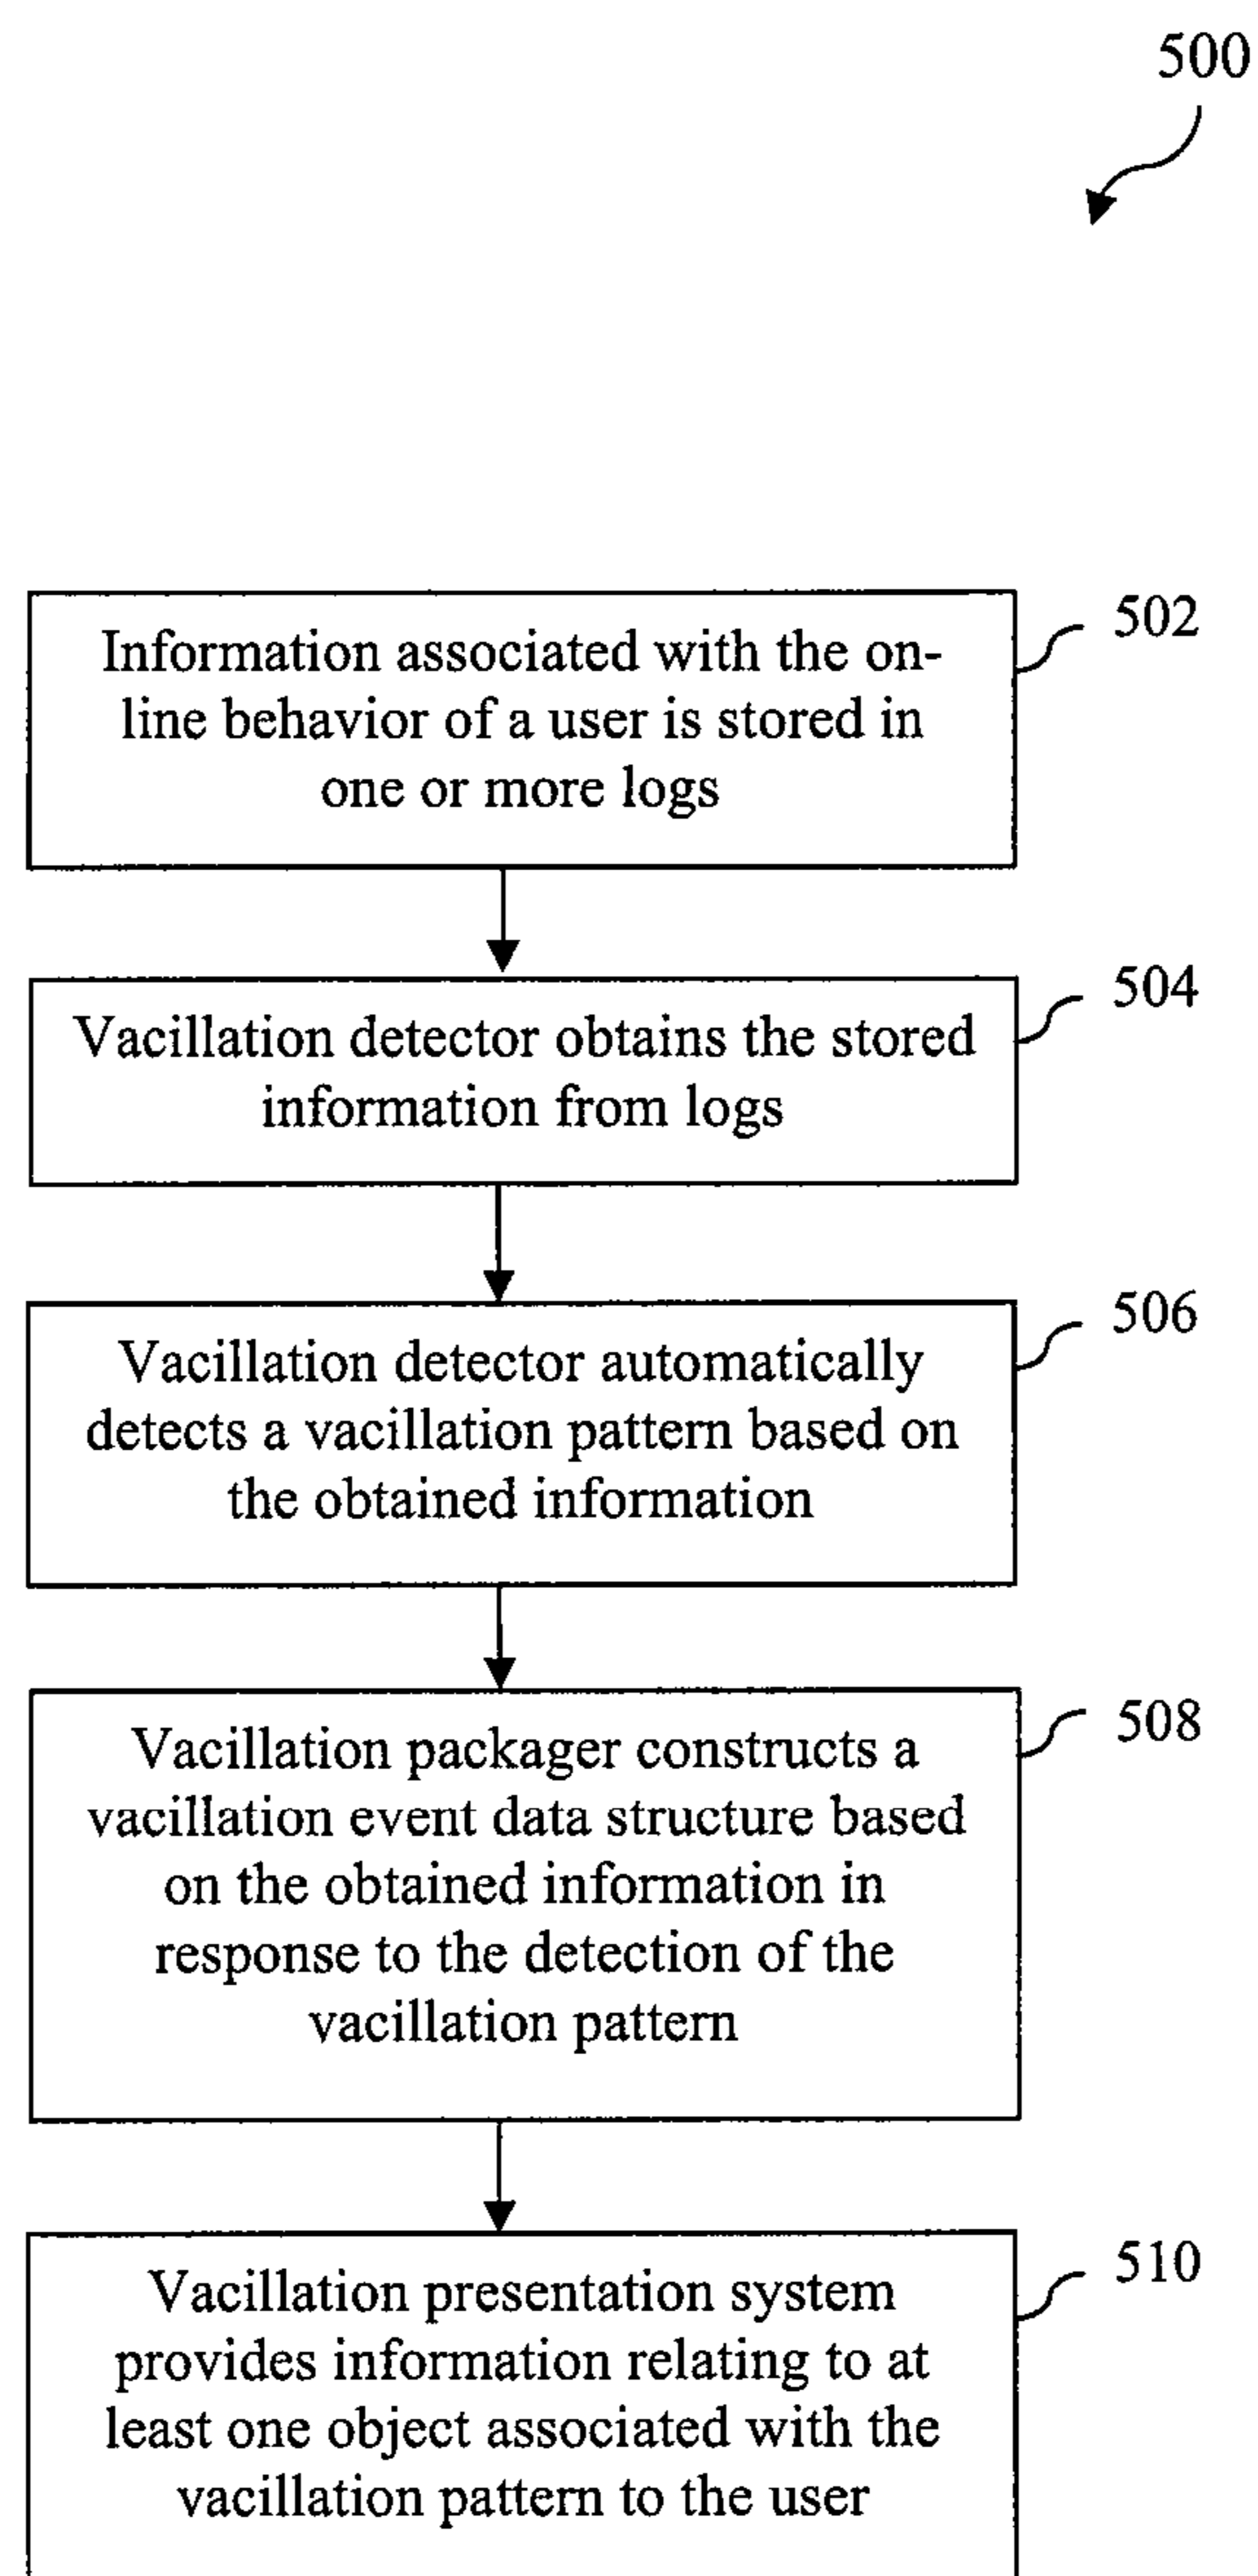 500
Information associated with the on-
line behavior of a user is stored in
one or more logs
502
Vacillation detector obtains the stored
information from logs
504
Vacillation detector automatically
detects a vacillation pattern based on
the obtained information
506
Vacillation packager constructs a
vacillation event data structure based
on the obtained information in
response to the detection of the
vacillation pattern
508
Vacillation presentation system
provides information relating to at
least one object associated with the
vacillation pattern to the user
510